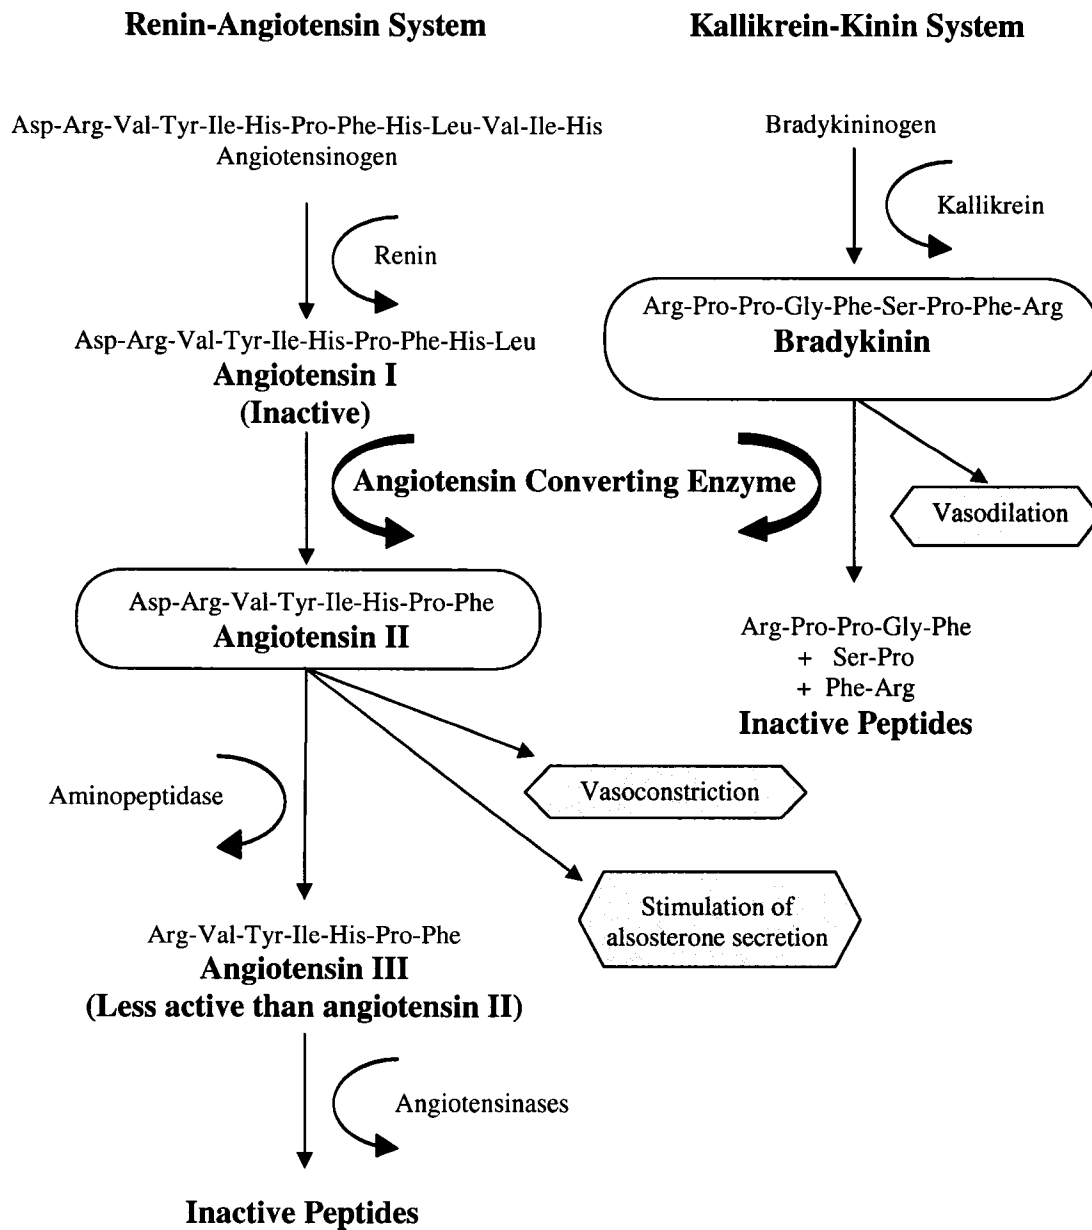 Renin-Angiotensin System
Kallikrein-Kinin System
Asp-Arg-Val-Tyr-Ile-His-Pro-Phe-His-Leu-Val-Ile-His
Angiotensinogen
Bradykininogen
Renin
Kallikrein
Asp-Arg-Val-Tyr-Ile-His-Pro-Phe-His-Leu
Angiotensin I
(Inactive)
Arg-Pro-Pro-Gly-Phe-Ser-Pro-Phe-Arg
Bradykinin
Angiotensin Converting Enzyme
Vasodilation
Asp-Arg-Val-Tyr-Ile-His-Pro-Phe
Angiotensin II
Arg-Pro-Pro-Gly-Phe
+ Ser-Pro
+ Phe-Arg
Inactive Peptides
Aminopeptidase
Vasoconstriction
Stimulation of
alsosterone secretion
Arg-Val-Tyr-Ile-His-Pro-Phe
Angiotensin III
(Less active than angiotensin II)
Angiotensinases
Inactive Peptides